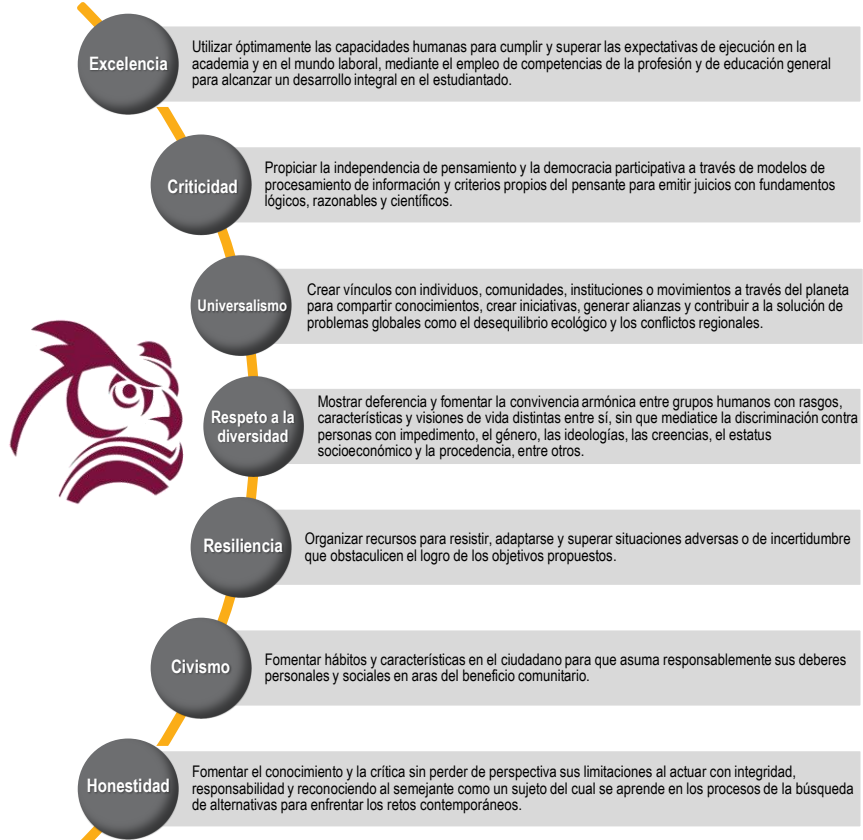 Excelencia
Utilizar óptimamente las capacidades humanas para cumplir y superar las expectativas de ejecución en la
academia y en el mundo laboral, mediante el empleo de competencias de la profesión y de educación general
para alcanzar un desarrollo integral en el estudiantado.
Criticidad
Propiciar la independencia de pensamiento y la democracia participativa a través de modelos de
procesamiento de información y criterios propios del pensante para emitir juicios con fundamentos
lógicos, razonables y científicos.
Universalismo
Crear vínculos con individuos, comunidades, instituciones o movimientos a través del planeta
para compartir conocimientos, crear iniciativas, generar alianzas y contribuir a la solución de
problemas globales como el desequilibrio ecológico y los conflictos regionales.
Respeto a la
diversidad
Mostrar deferencia y fomentar la convivencia armónica entre grupos humanos con rasgos,
características y visiones de vida distintas entre sí, sin que mediatice la discriminación contra
personas con impedimento, el género, las ideologías, las creencias, el estatus
socioeconómico y la procedencia, entre otros.
Resiliencia
Organizar recursos para resistir, adaptarse y superar situaciones adversas o de incertidumbre
que obstaculicen el logro de los objetivos propuestos.
Civismo
Fomentar hábitos y características en el ciudadano para que asuma responsablemente sus deberes
personales y sociales en aras del beneficio comunitario.
Honestidad
Fomentar el conocimiento y la crítica sin perder de perspectiva sus limitaciones al actuar con integridad,
responsabilidad y reconociendo al semejante como un sujeto del cual se aprende en los procesos de la búsqueda
de alternativas para enfrentar los retos contemporáneos.